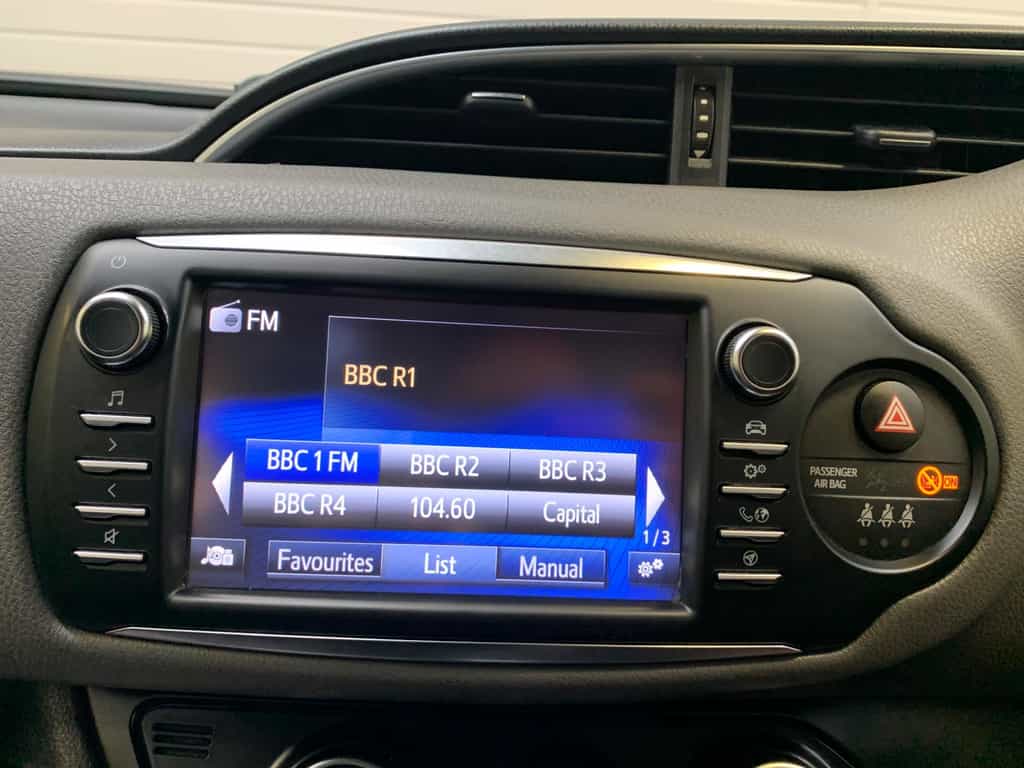 FM
BBC R1
BBC 1 FM
BBC R2
BBC R3
BBC R4
104.60
Capital
1/3
Favourites
List
Manual
PASSENGER
AIR BAG
ON